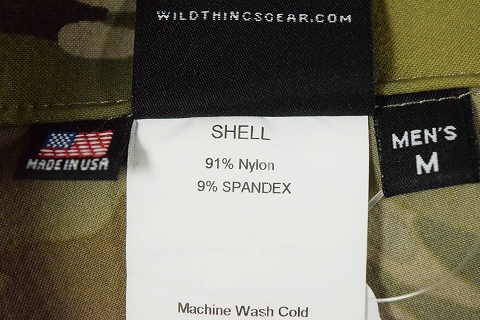 WILDTHINGSGEAR.COM
MADE IN USA
SHELL
91% Nylon
9% SPANDEX
Machine Wash Cold
MEN'S
M